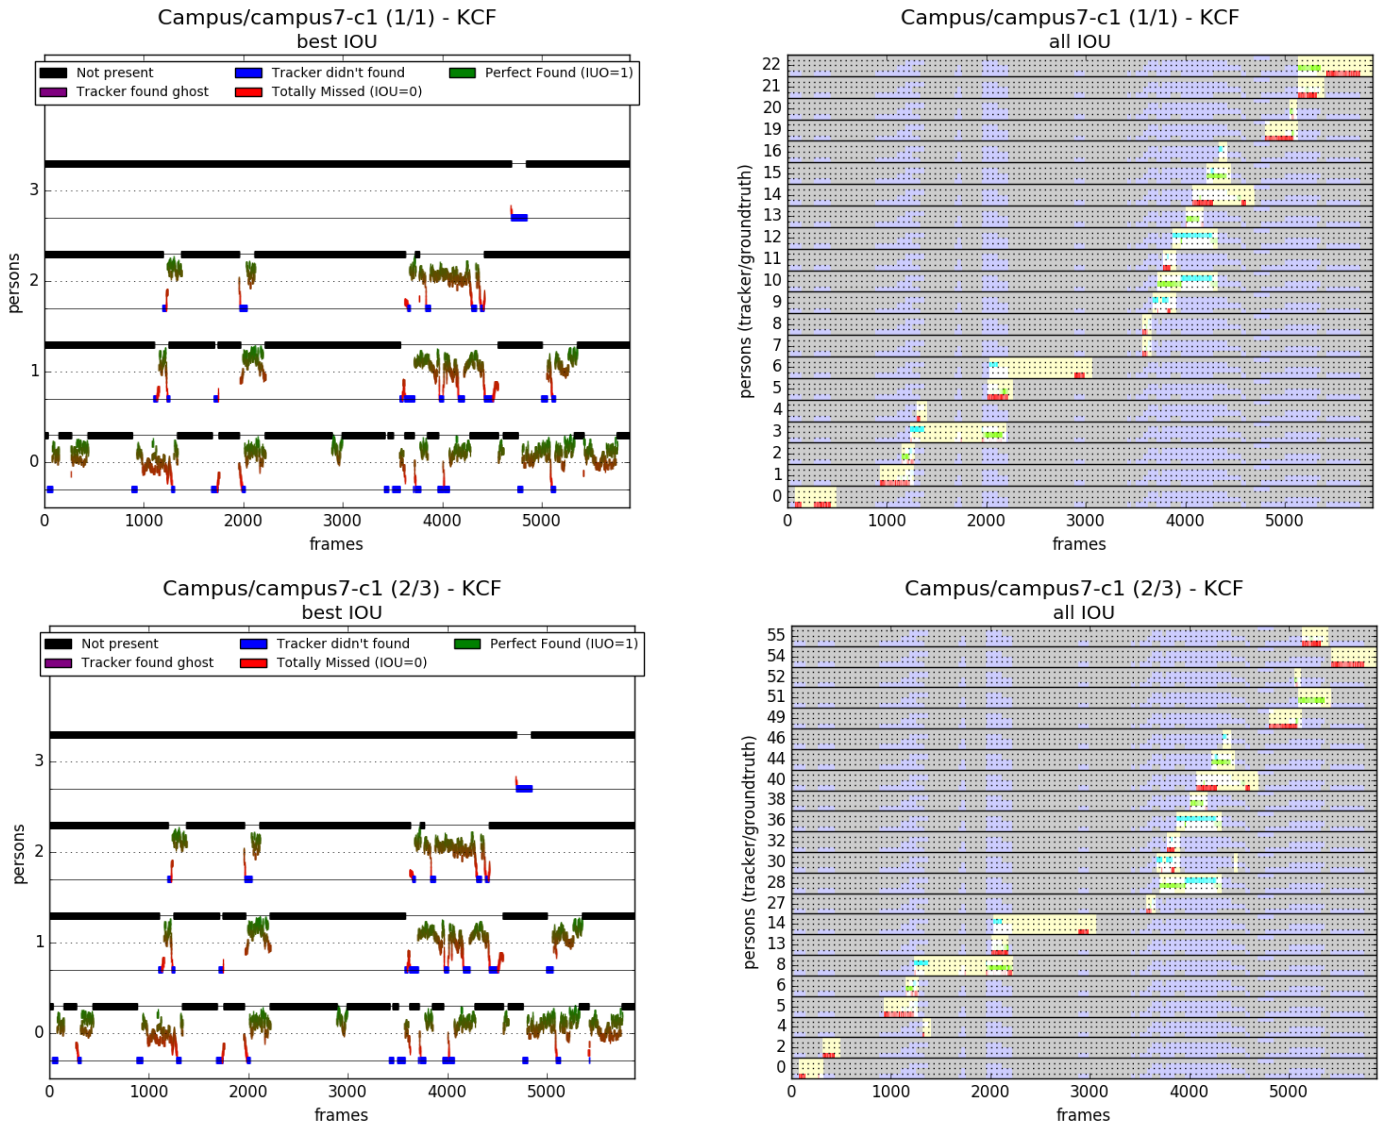 Campus/campus7-c1 (1/1) - KCF
best IOU
Not present
Tracker didn't found
Perfect Found (IUO=1)
Tracker found ghost
Totally Missed (IOU=0)
3
2
1
0
persons
0 1000 2000 3000 4000 5000
frames
Campus/campus7-c1 (1/1) - KCF
all IOU
22
21
20
19
16
15
14
13
12
11
10
9
8
7
6
5
4
3
2
1
0
persons (tracker/groundtruth)
0 1000 2000 3000 4000 5000
frames
Campus/campus7-c1 (2/3) - KCF
best IOU
Not present
Tracker didn't found
Perfect Found (IUO=1)
Tracker found ghost
Totally Missed (IOU=0)
3
2
1
0
persons
0 1000 2000 3000 4000 5000
frames
Campus/campus7-c1 (2/3) - KCF
all IOU
55
54
52
51
49
46
44
40
38
36
32
30
28
27
14
13
8
6
5
4
2
0
persons (tracker/groundtruth)
0 1000 2000 3000 4000 5000
frames